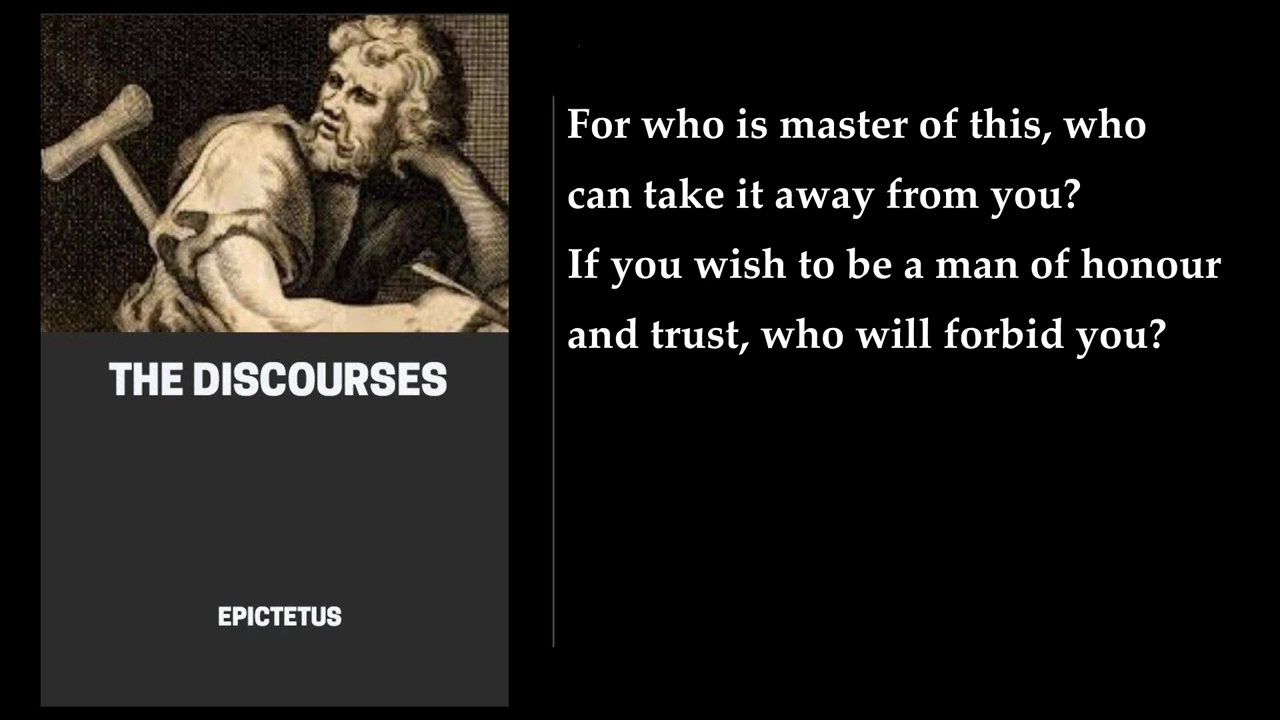 THE DISCOURSES
EPICTETUS
For who is master of this, who
can take it away from you?
If you wish to be a man of honour
and trust, who will forbid you?